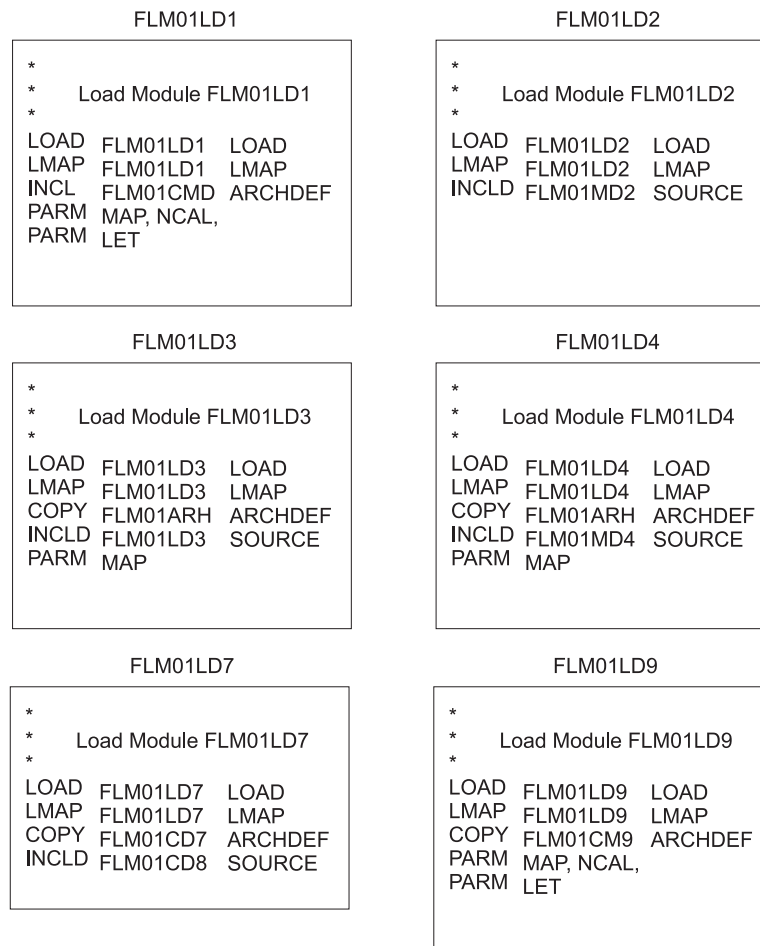 FLM01LD1
*
* Load Module FLM01LD1
*
LOAD FLM01LD1 LOAD
LMAP FLM01LD1 LMAP
INCL FLM01CMD ARCHDEF
PARM MAP, NCAL,
PARM LET
FLM01LD2
*
* Load Module FLM01LD2
*
LOAD FLM01LD2 LOAD
LMAP FLM01LD2 LMAP
INCLD FLM01MD2 SOURCE
FLM01LD3
*
* Load Module FLM01LD3
*
LOAD FLM01LD3 LOAD
LMAP FLM01LD3 LMAP
COPY FLM01ARH ARCHDEF
INCLD FLM01LD3 SOURCE
PARM MAP
FLM01LD4
*
* Load Module FLM01LD4
*
LOAD FLM01LD4 LOAD
LMAP FLM01LD4 LMAP
COPY FLM01ARH ARCHDEF
INCLD FLM01MD4 SOURCE
PARM MAP
FLM01LD7
*
* Load Module FLM01LD7
*
LOAD FLM01LD7 LOAD
LMAP FLM01LD7 LMAP
COPY FLM01CD7 ARCHDEF
INCLD FLM01CD8 SOURCE
FLM01LD9
*
* Load Module FLM01LD9
*
LOAD FLM01LD9 LOAD
LMAP FLM01LD9 LMAP
COPY FLM01CM9 ARCHDEF
PARM MAP, NCAL,
PARM LET